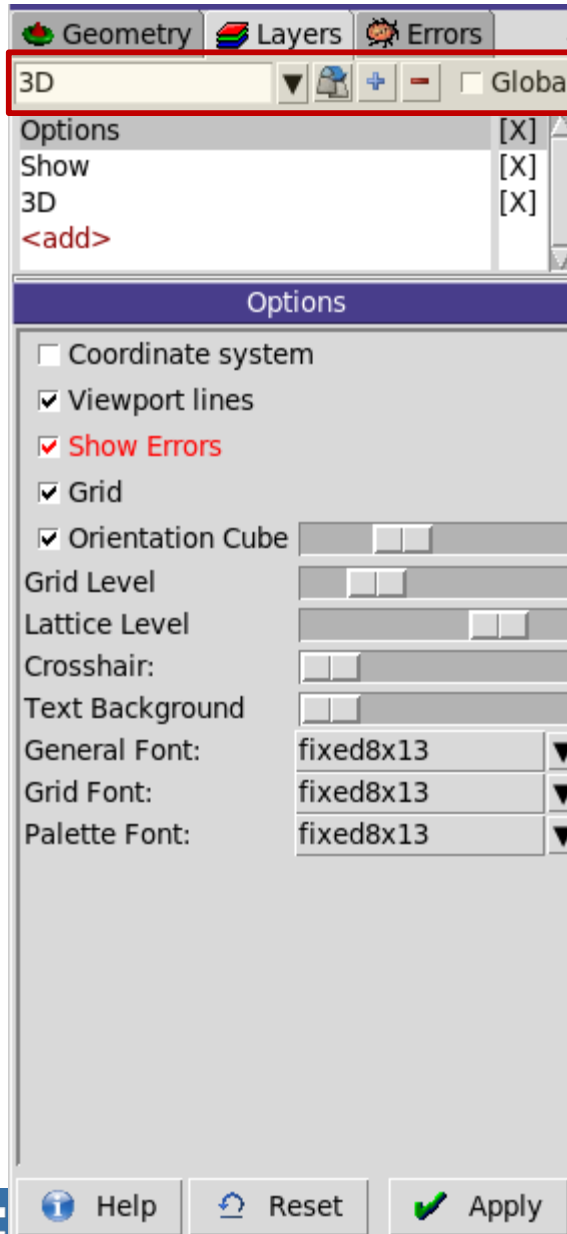 Geometry Layers Errors
3D Globa
Options [X]
Show [X]
3D [X]
<add>
Options
Coordinate system
Viewport lines
Show Errors
Grid
Orientation Cube
Grid Level
Lattice Level
Crosshair:
Text Background
General Font: fixed8x13
Grid Font: fixed8x13
Palette Font: fixed8x13
Help Reset Apply